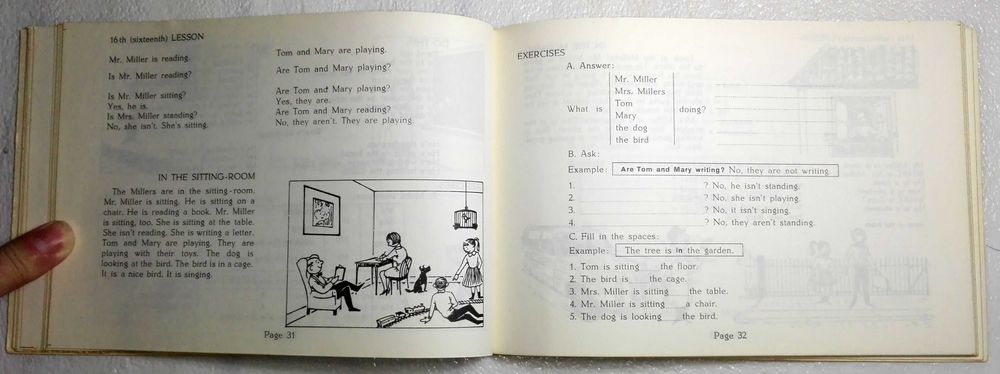 16th (sixteenth) LESSON
Mr. Miller is reading.
Is Mr. Miller reading?
Is Mr. Miller sitting?
Yes, he is.
Is Mrs. Miller standing?
No, she isn't. She's sitting.
Tom and Mary are playing.
Are Tom and Mary playing?
Are Tom and Mary playing?
Yes, they are.
Are Tom and Mary reading?
No, they aren't. They are playing.
IN THE SITTING-ROOM
The Millers are in the sitting-room.
Mr. Miller is sitting. He is sitting on a
chair. He is reading a book. Mr. Miller
is sitting, too. She is sitting at the table.
She isn't reading. She is writing a letter.
Tom and Mary are playing. They are
playing with their toys. The dog is
looking at the bird. The bird is in a cage.
It is a nice bird. It is singing.
Page 31
EXERCISES
A. Answer:
Mr. Miller
Mrs. Millers
Tom
What is doing?
Mary
the dog
the bird
B. Ask:
Example: Are Tom and Mary writing? No, they are not writing
1. ? No, he isn't standing.
2. ? No. she isn't playing.
3. ? No, it isn't singing.
4. ? No, they aren't standing.
C. Fill in the spaces:
Example: The tree is in the garden.
1. Tom is sitting ___ the floor.
2. The bird is ___ the cage.
3. Mrs. Miller is sitting ___ the table.
4. Mr. Miller is sitting ___ a chair.
5. The dog is looking ___ the bird.
Page 32